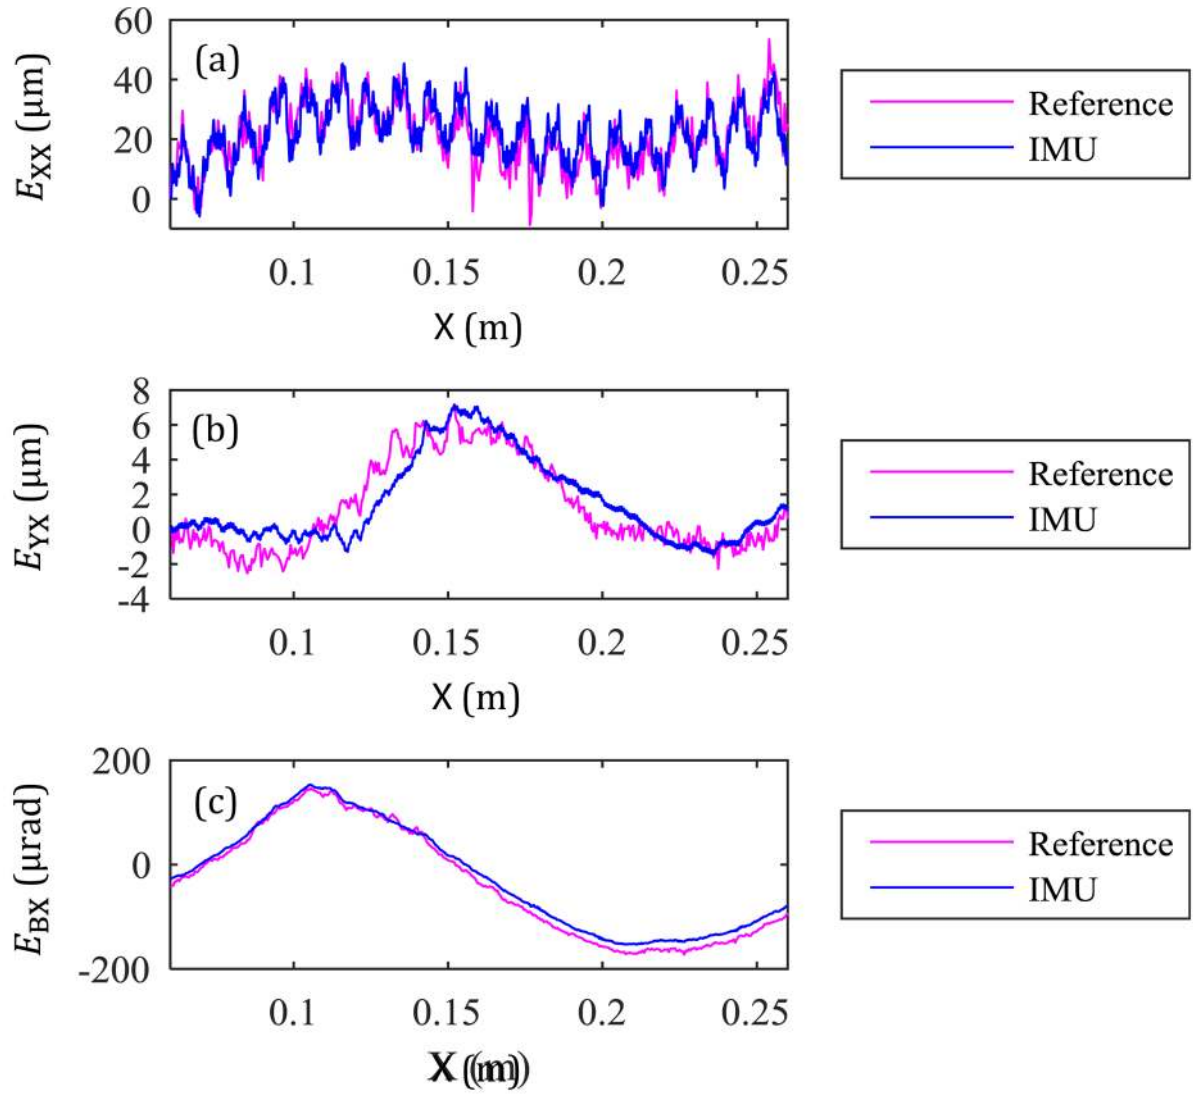 60
(a)
40
20
0
E_XX (μm)
0.1 0.15 0.2 0.25
X (m)
Reference
IMU
8
(b)
6
4
2
0
-2
-4
E_YX (μm)
0.1 0.15 0.2 0.25
X (m)
Reference
IMU
200
(c)
0
-200
E_BX (μrad)
0.1 0.15 0.2 0.25
X (m)
Reference
IMU